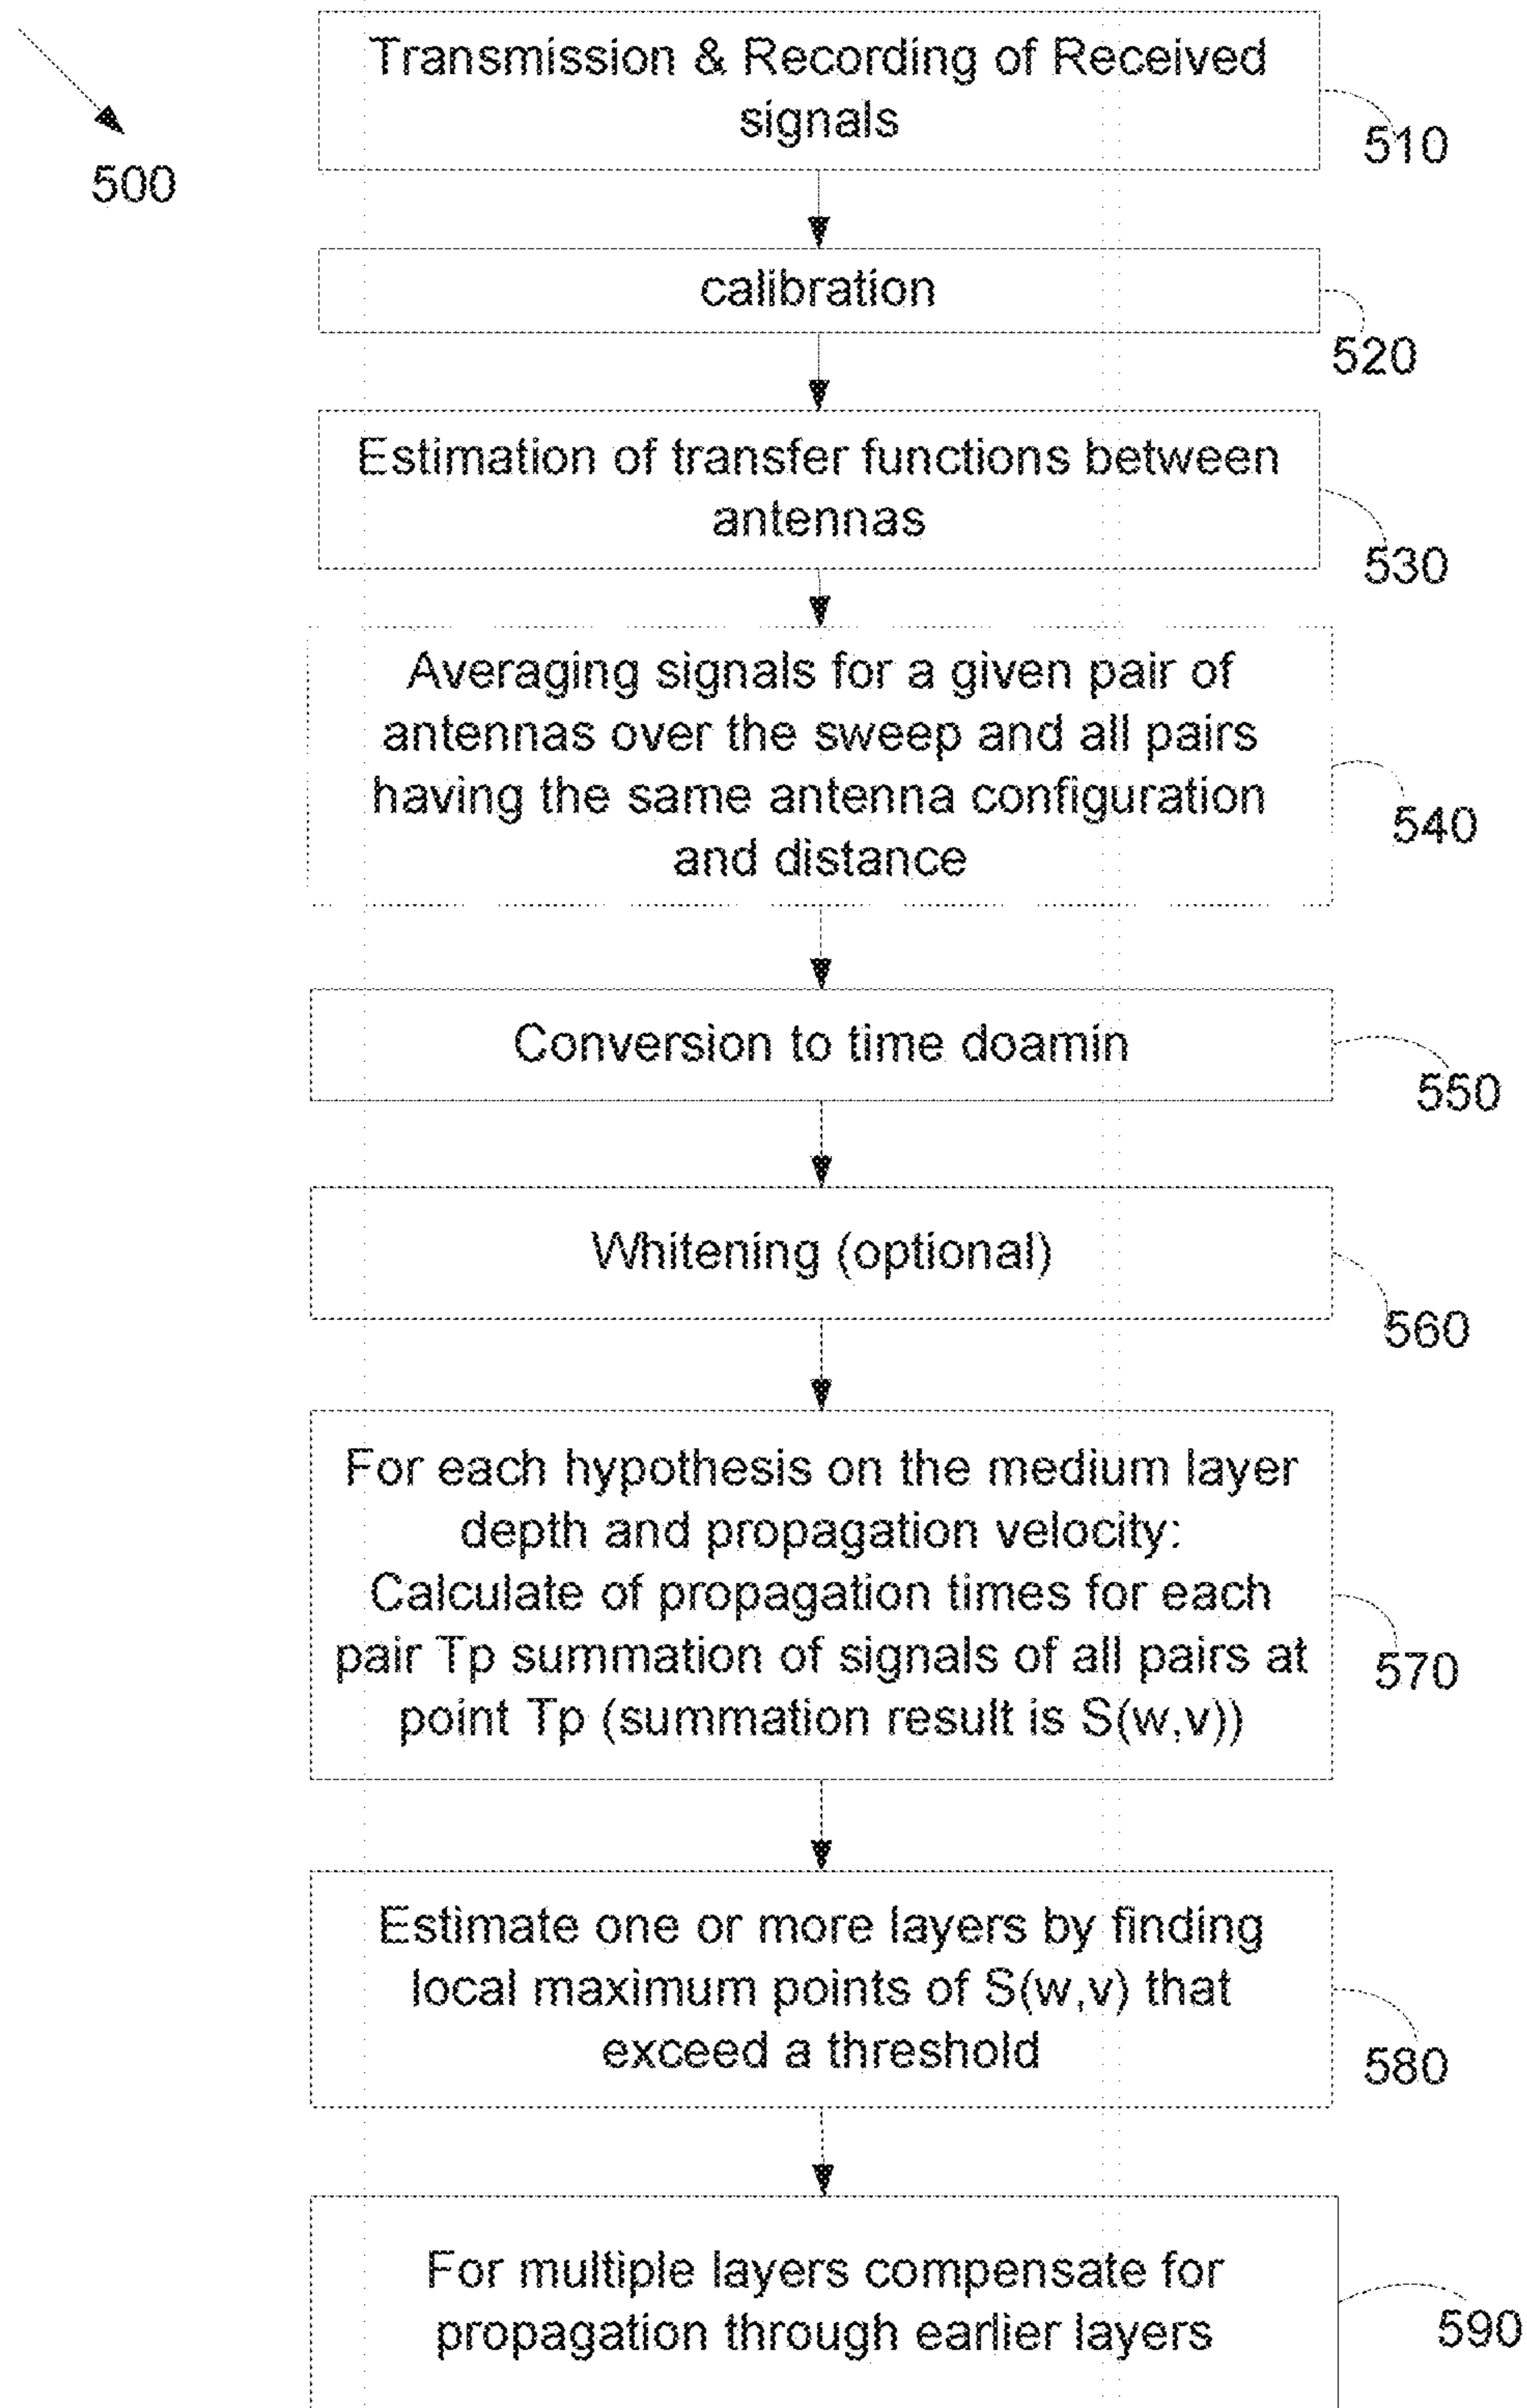 Transmission & Recording of Received
signals
510
500
calibration
520
Estimation of transfer functions between
antennas
530
Averaging signals for a given pair of
antennas over the sweep and all pairs
having the same antenna configuration
and distance
540
Conversion to time doamin
550
Whitening (optional)
560
For each hypothesis on the medium layer
depth and propagation velocity:
Calculate of propagation times for each
pair Tp summation of signals of all pairs at
point Tp (summation result is S(w,v))
570
Estimate one or more layers by finding
local maximum points of S(w,v) that
exceed a threshold
580
For multiple layers compensate for
propagation through earlier layers
590